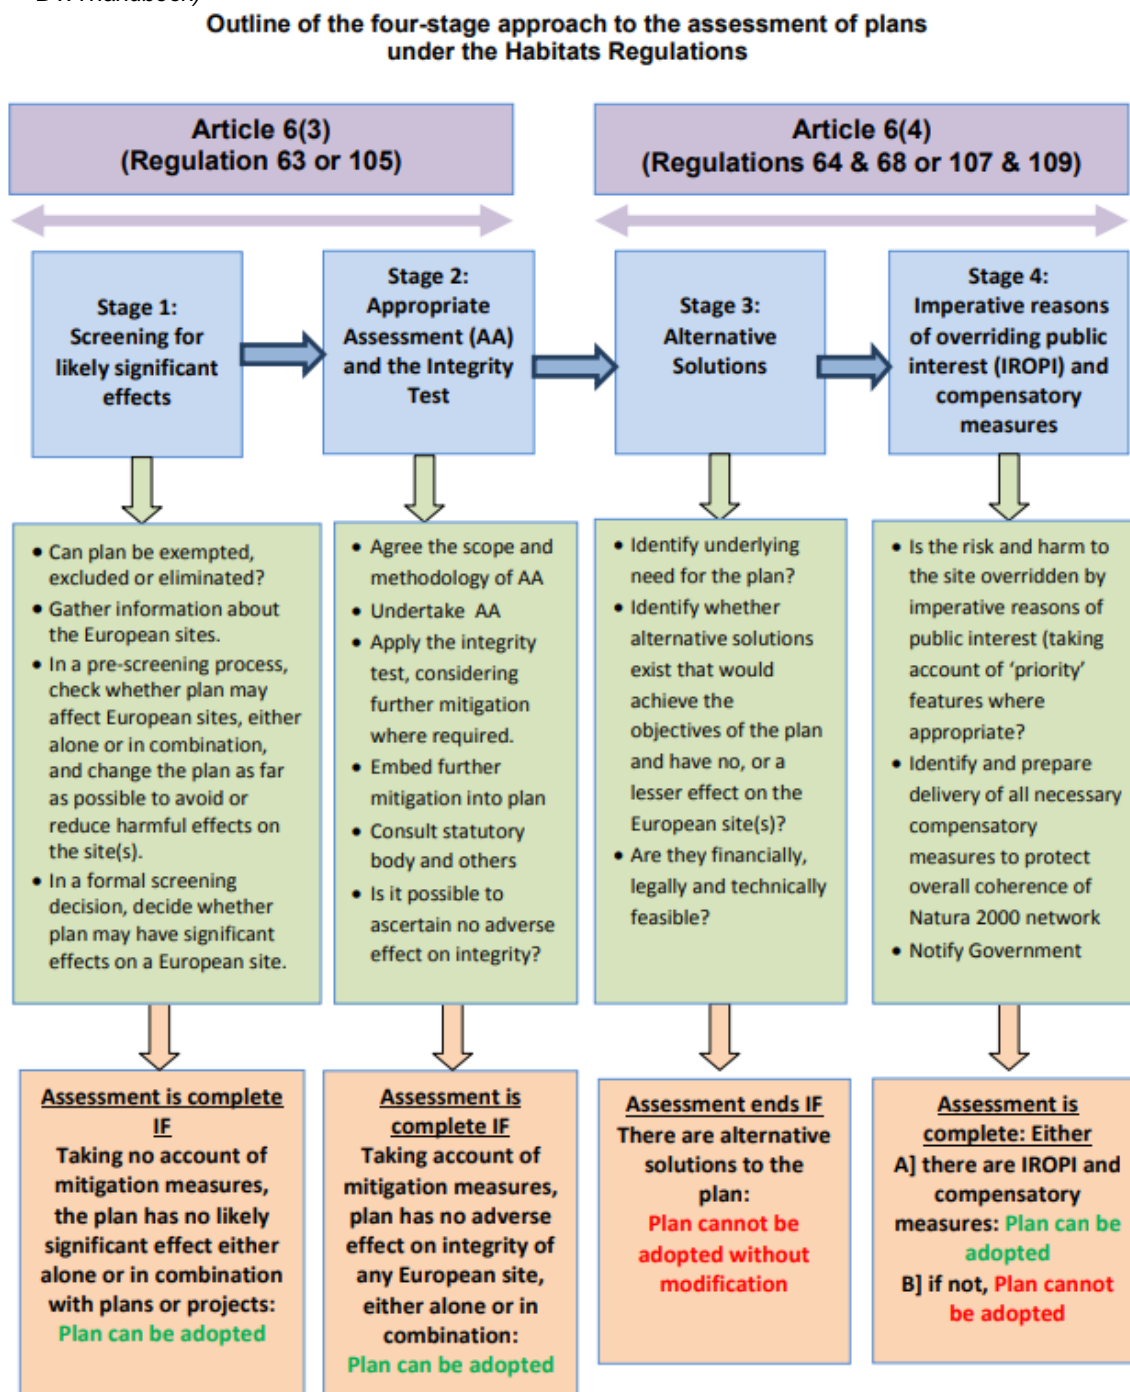 Outline of the four-stage approach to the assessment of plans
under the Habitats Regulations
Article 6(3)
(Regulation 63 or 105)
Article 6(4)
(Regulations 64 & 68 or 107 & 109)
Stage 1:
Screening for
likely significant
effects
Stage 2:
Appropriate
Assessment (AA)
and the Integrity
Test
Stage 3:
Alternative
Solutions
Stage 4:
Imperative reasons
of overriding public
interest (IROPI) and
compensatory
measures
• Can plan be exempted,
excluded or eliminated?
• Gather information about
the European sites.
• In a pre-screening process,
check whether plan may
affect European sites, either
alone or in combination,
and change the plan as far
as possible to avoid or
reduce harmful effects on
the site(s).
• In a formal screening
decision, decide whether
plan may have significant
effects on a European site.
• Agree the scope and
methodology of AA
• Undertake AA
• Apply the integrity
test, considering
further mitigation
where required.
• Embed further
mitigation into plan
• Consult statutory
body and others
• Is it possible to
ascertain no adverse
effect on integrity?
• Identify underlying
need for the plan?
• Identify whether
alternative solutions
exist that would
achieve the
objectives of the plan
and have no, or a
lesser effect on the
European site(s)?
• Are they financially,
legally and technically
feasible?
• Is the risk and harm to
the site overridden by
imperative reasons of
public interest (taking
account of ‘priority’
features where
appropriate?
• Identify and prepare
delivery of all necessary
compensatory
measures to protect
overall coherence of
Natura 2000 network
• Notify Government
Assessment is complete
IF
Taking no account of
mitigation measures,
the plan has no likely
significant effect either
alone or in combination
with plans or projects:
Plan can be adopted
Assessment is
complete IF
Taking account of
mitigation measures,
plan has no adverse
effect on integrity of
any European site,
either alone or in
combination:
Plan can be adopted
Assessment ends IF
There are alternative
solutions to the
plan:
Plan cannot be
adopted without
modification
Assessment is
complete: Either
A] there are IROPI and
compensatory
measures: Plan can be
adopted
B] if not, Plan cannot
be adopted